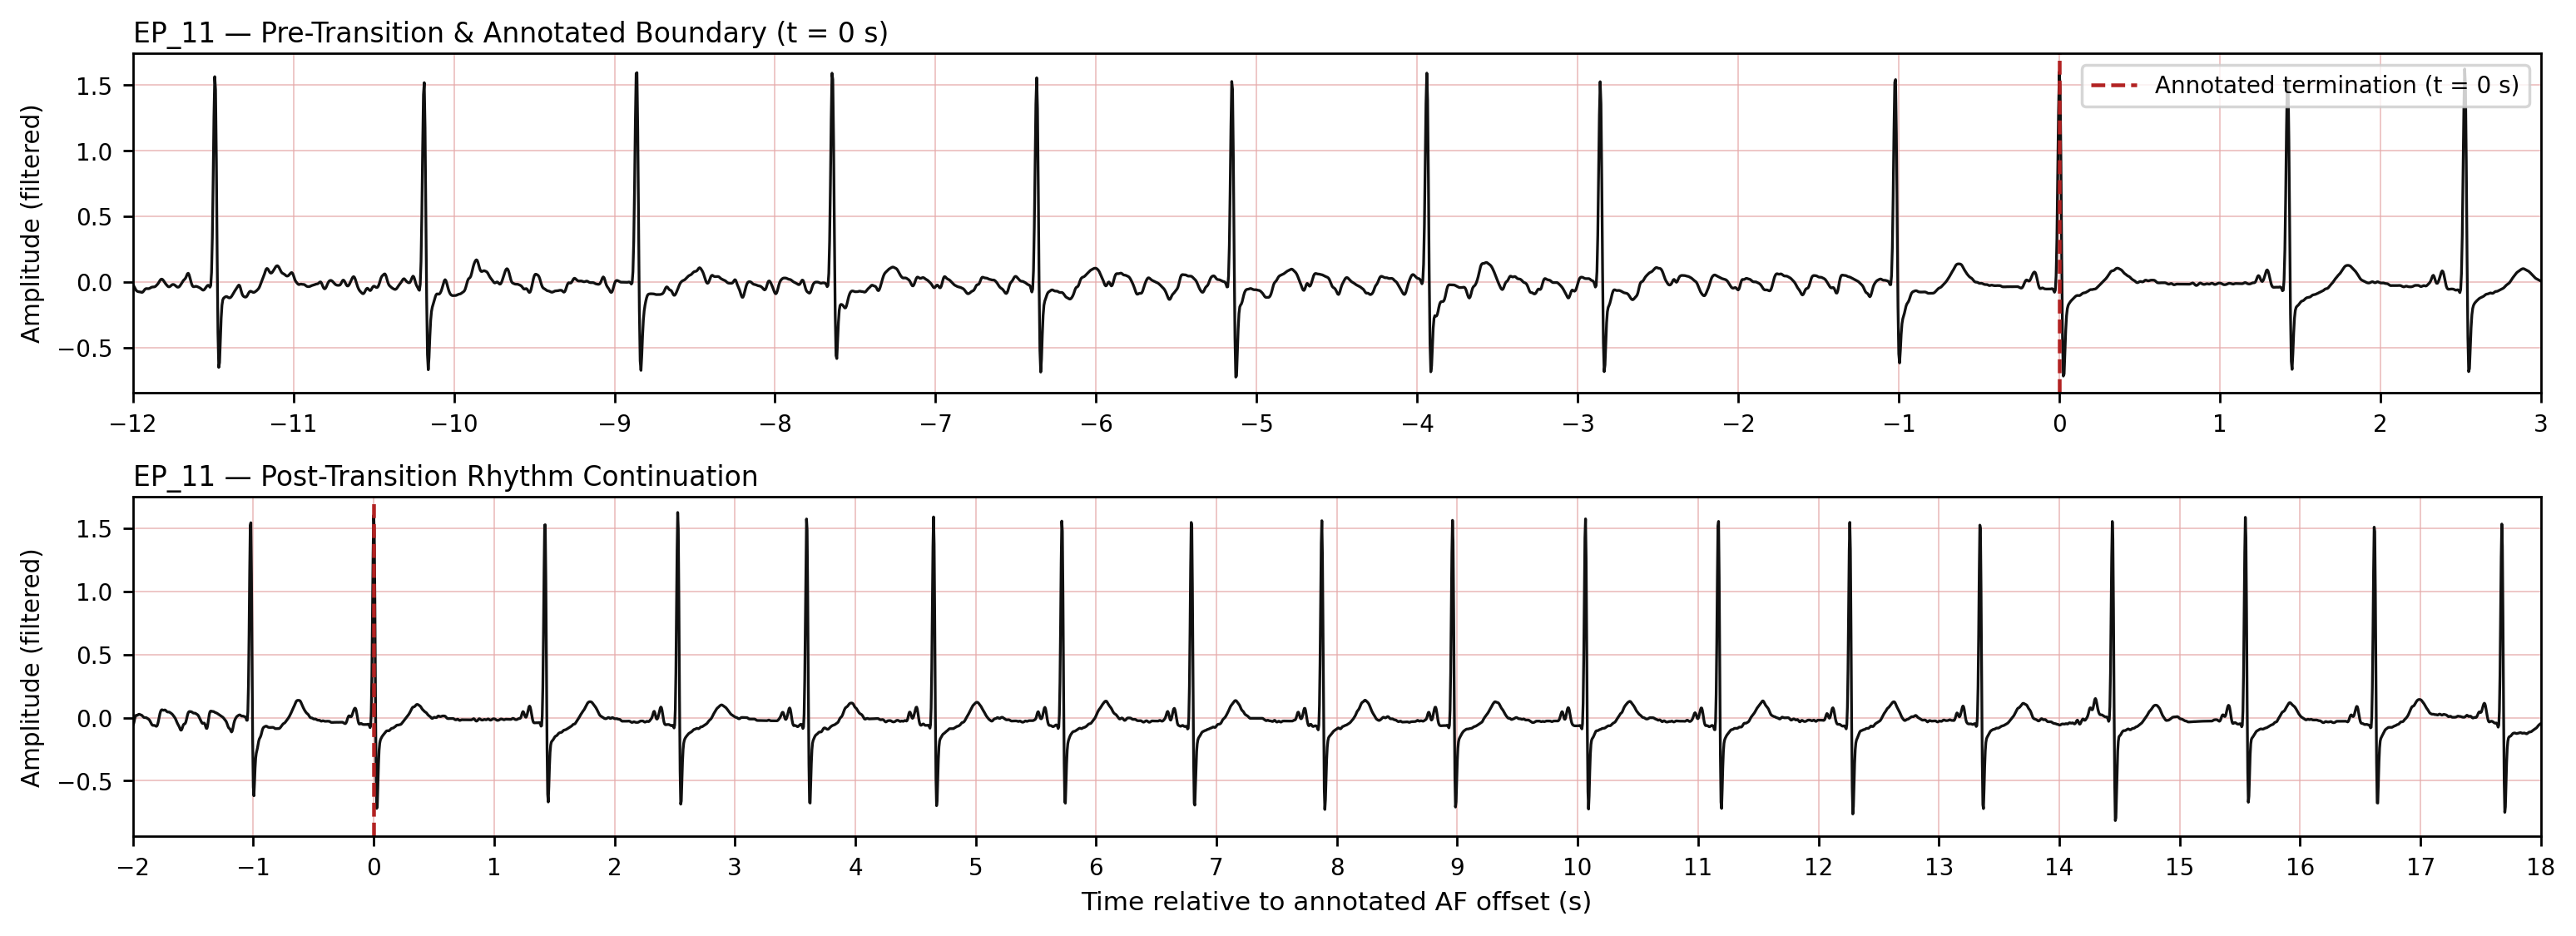 EP_11 — Pre-Transition & Annotated Boundary (t = 0 s)
Amplitude (filtered)
1.5
1.0
0.5
0.0
−0.5
Annotated termination (t = 0 s)
−12 −11 −10 −9 −8 −7 −6 −5 −4 −3 −2 −1 0 1 2 3
EP_11 — Post-Transition Rhythm Continuation
Amplitude (filtered)
1.5
1.0
0.5
0.0
−0.5
−2 −1 0 1 2 3 4 5 6 7 8 9 10 11 12 13 14 15 16 17 18
Time relative to annotated AF offset (s)